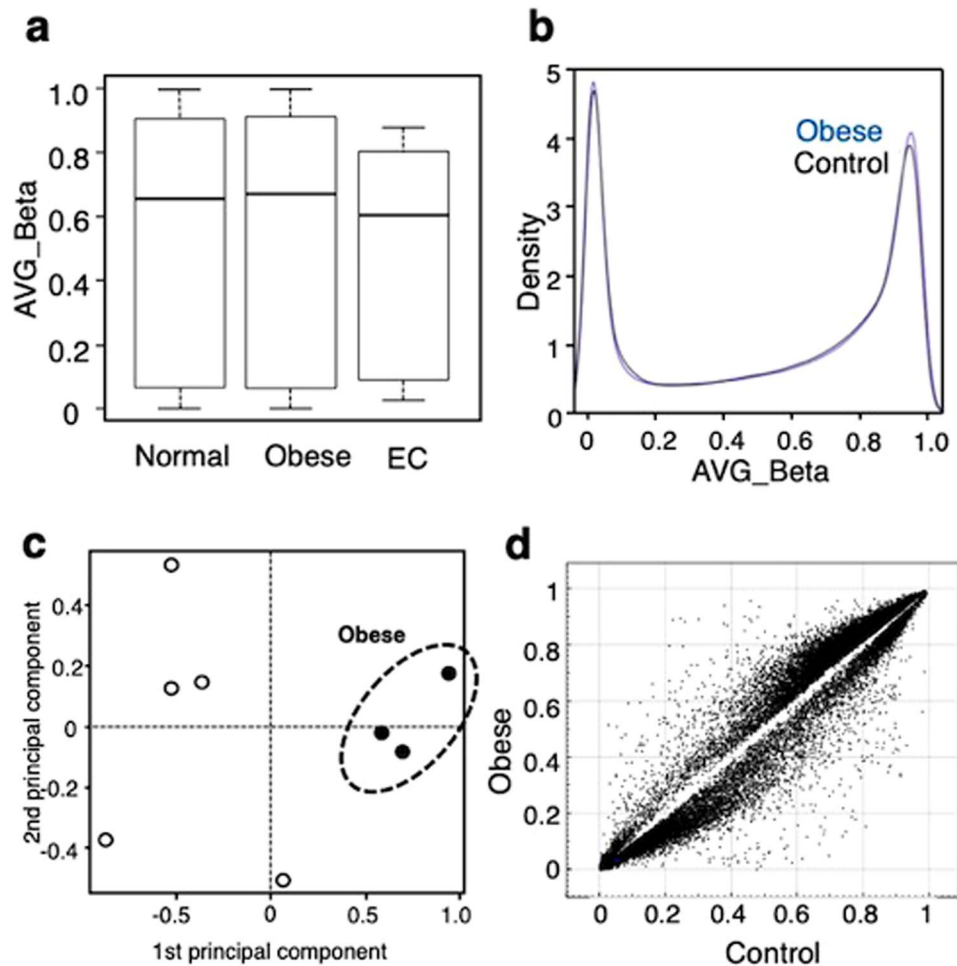 a
1.0
0.8
0.6
0.4
0.2
0
AVG_Beta
Normal Obese EC
b
5
4
3
2
1
0
Density
Obese
Control
0 0.2 0.4 0.6 0.8 1.0
AVG_Beta
c
0.4
0.2
0
-0.2
-0.4
2nd principal component
Obese
-0.5 0 0.5 1.0
1st principal component
d
1
0.8
0.6
0.4
0.2
0
Obese
0 0.2 0.4 0.6 0.8 1
Control